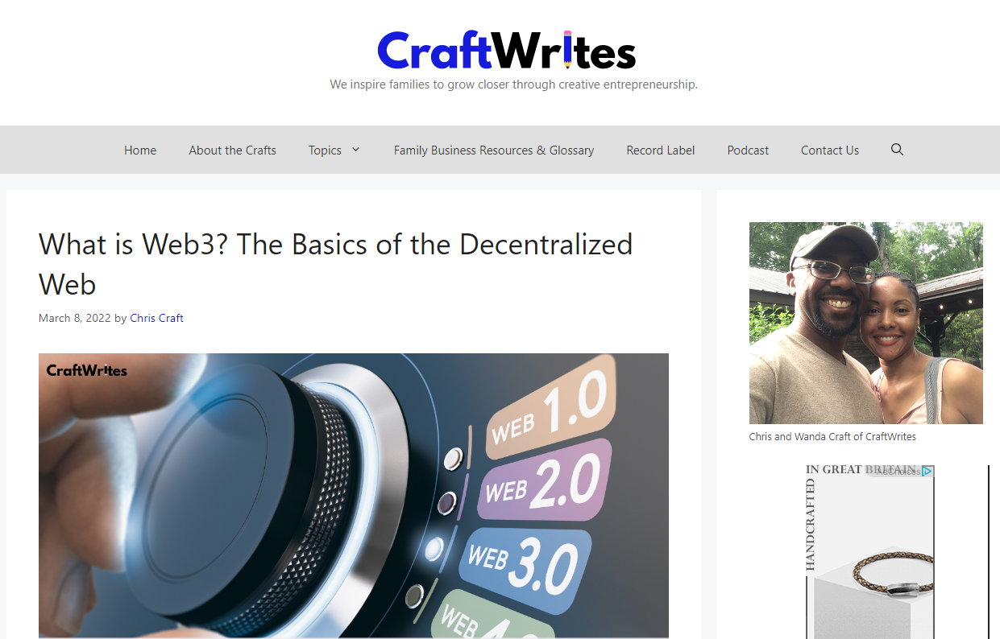 CraftWrites
We inspire families to grow closer through creative entrepreneurship.
Home
About the Crafts
Topics
Family Business Resources & Glossary
Record Label
Podcast
Contact Us
What is Web3? The Basics of the Decentralized
Web
March 8, 2022 by Chris Craft
CraftWrites
WEB 1.0
WEB 2.0
WEB 3.0
WEB 4.0
Chris and Wanda Craft of CraftWrites
IN GREAT BRITAIN
AdChoices
HANDCRAFTED